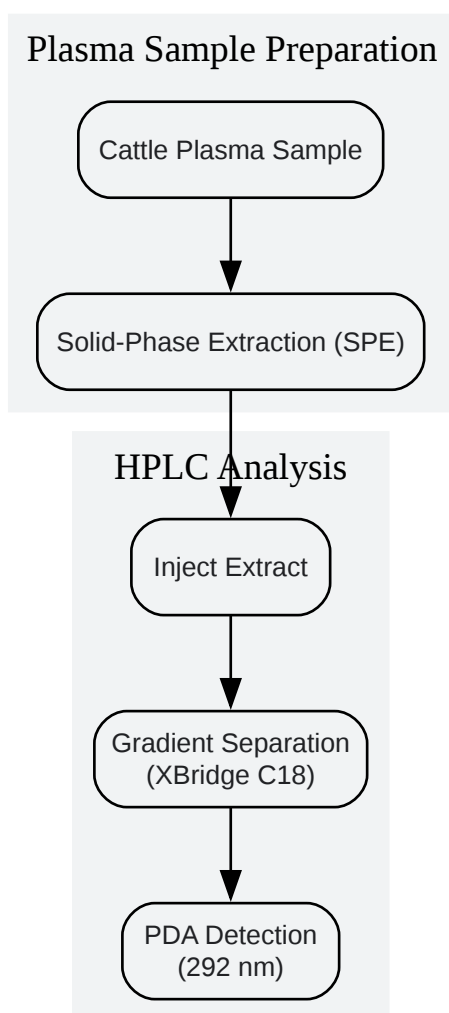 Plasma Sample Preparation
Cattle Plasma Sample
Solid-Phase Extraction (SPE)
HPLC Analysis
Inject Extract
Gradient Separation
(XBridge C18)
PDA Detection
(292 nm)